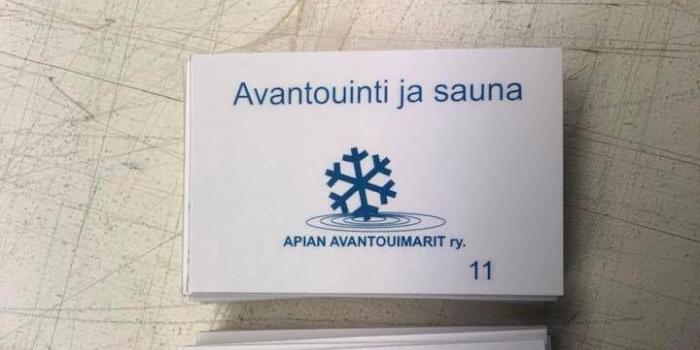 Avantouinti ja sauna
APIAN AVANTOUIMARIT ry.
11